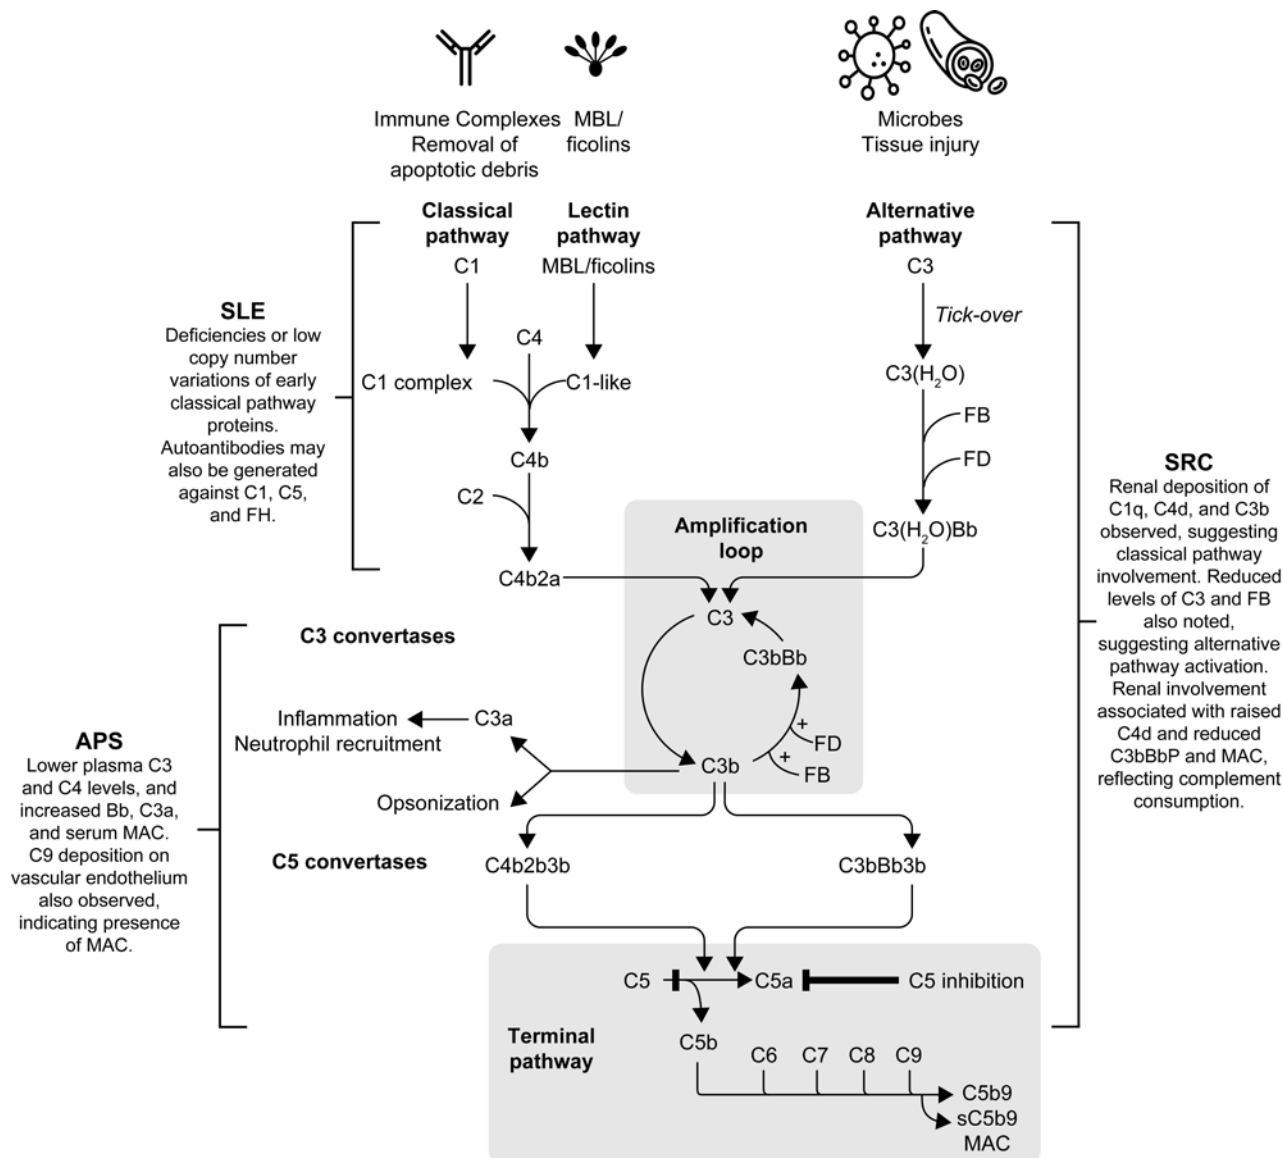 Immune Complexes
Removal of
apoptotic debris
MBL/
ficolins
Microbes
Tissue injury
Classical
pathway
Lectin
pathway
Alternative
pathway
C1
MBL/ficolins
C3
Tick-over
SLE
Deficiencies or low
copy number
variations of early
classical pathway
proteins.
Autoantibodies may
also be generated
against C1, C5,
and FH.
C4
C1 complex
C1-like
C3(H₂O)
FB
C4b
FD
C2
C3(H₂O)Bb
C4b2a
Amplification
loop
C3
C3bBb
+
FD
+
FB
C3b
SRC
Renal deposition of
C1q, C4d, and C3b
observed, suggesting
classical pathway
involvement. Reduced
levels of C3 and FB
also noted,
suggesting alternative
pathway activation.
Renal involvement
associated with raised
C4d and reduced
C3bBbP and MAC,
reflecting complement
consumption.
C3 convertases
Inflammation
Neutrophil recruitment
C3a
Opsonization
APS
Lower plasma C3
and C4 levels, and
increased Bb, C3a,
and serum MAC.
C9 deposition on
vascular endothelium
also observed,
indicating presence
of MAC.
C5 convertases
C4b2b3b
C3bBb3b
C5
C5a
C5 inhibition
Terminal
pathway
C5b
C6
C7
C8
C9
C5b9
sC5b9
MAC